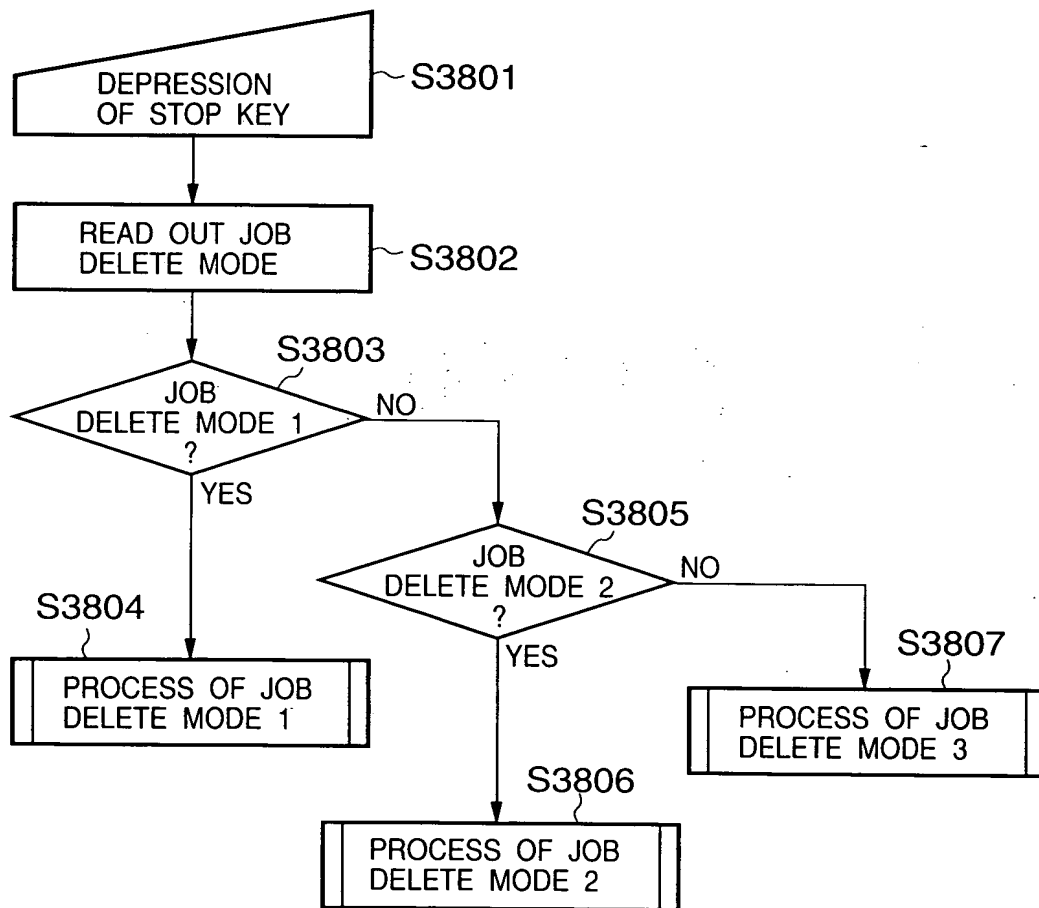 DEPRESSION
OF STOP KEY
S3801
READ OUT JOB
DELETE MODE
S3802
S3803
JOB
DELETE MODE 1
?
NO
YES
S3805
JOB
DELETE MODE 2
?
NO
YES
S3804
PROCESS OF JOB
DELETE MODE 1
S3807
PROCESS OF JOB
DELETE MODE 3
S3806
PROCESS OF JOB
DELETE MODE 2